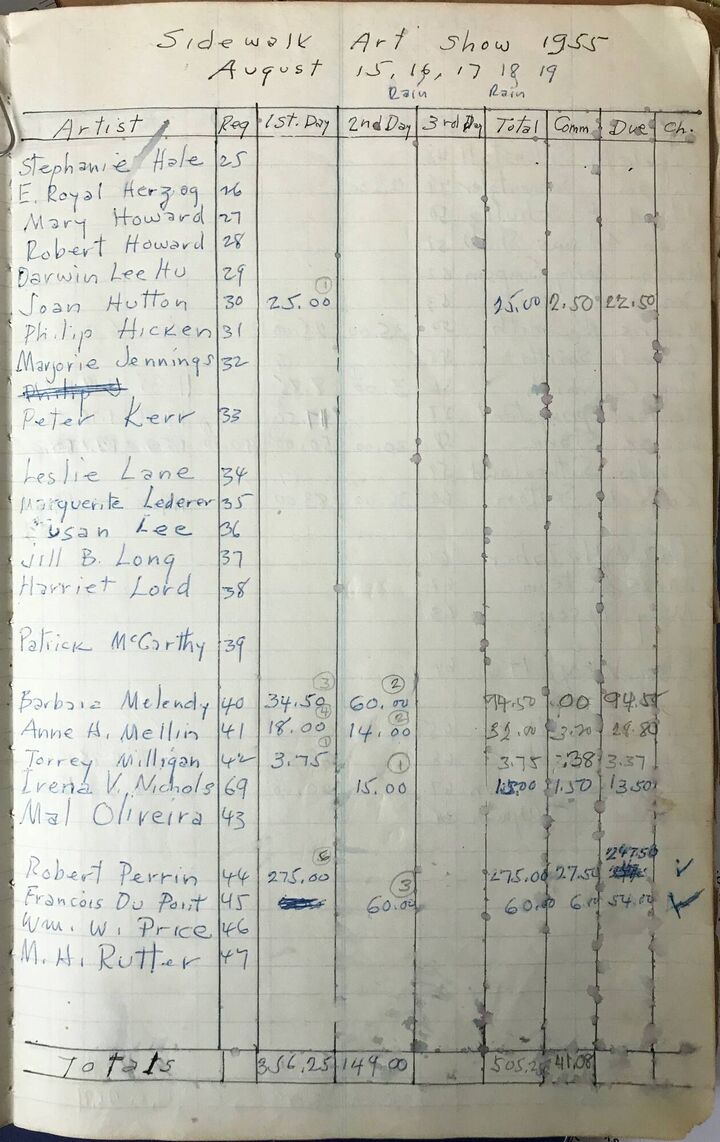 Sidewalk Art Show 1955
August 15, 16, 17 18 19
Rain Rain
Artist Reg 1st. Day 2nd Day 3rd Day Total Comm Due Ch.
Stephanie Hale 25
E. Royal Herzog 26
Mary Howard 27
Robert Howard 28
Darwin Lee Hu 29
Joan Hutton 30 25.00 1 25.00 2.50 22.50
Philip Hicken 31
Marjorie Jennings 32
Philip J
Peter Kerr 33
Leslie Lane 34
Marguerite Lederer 35
Susan Lee 36
Jill B. Long 37
Harriet Lord 38
Patrick McCarthy 39
Barbara Melendy 40 34.50 3 60.00 2 94.50 .00 94.50
Anne H. Mellin 41 18.00 4 14.00 2 32.00 3.20 28.80
Torrey Milligan 42 3.75 1 3.75 .38 3.37
Irena V. Nichols 69 15.00 1 15.00 1.50 13.50
Mal Oliveira 43
247.50
Robert Perrin 44 275.00 275.00 27.50 ✓
Francois Du Poit 45 60.00 3 60.00 6.00 54.00 ✓
Wm. W. Price 46
M. H. Rutter 47
Totals 356.25 149.00 505.25 41.08